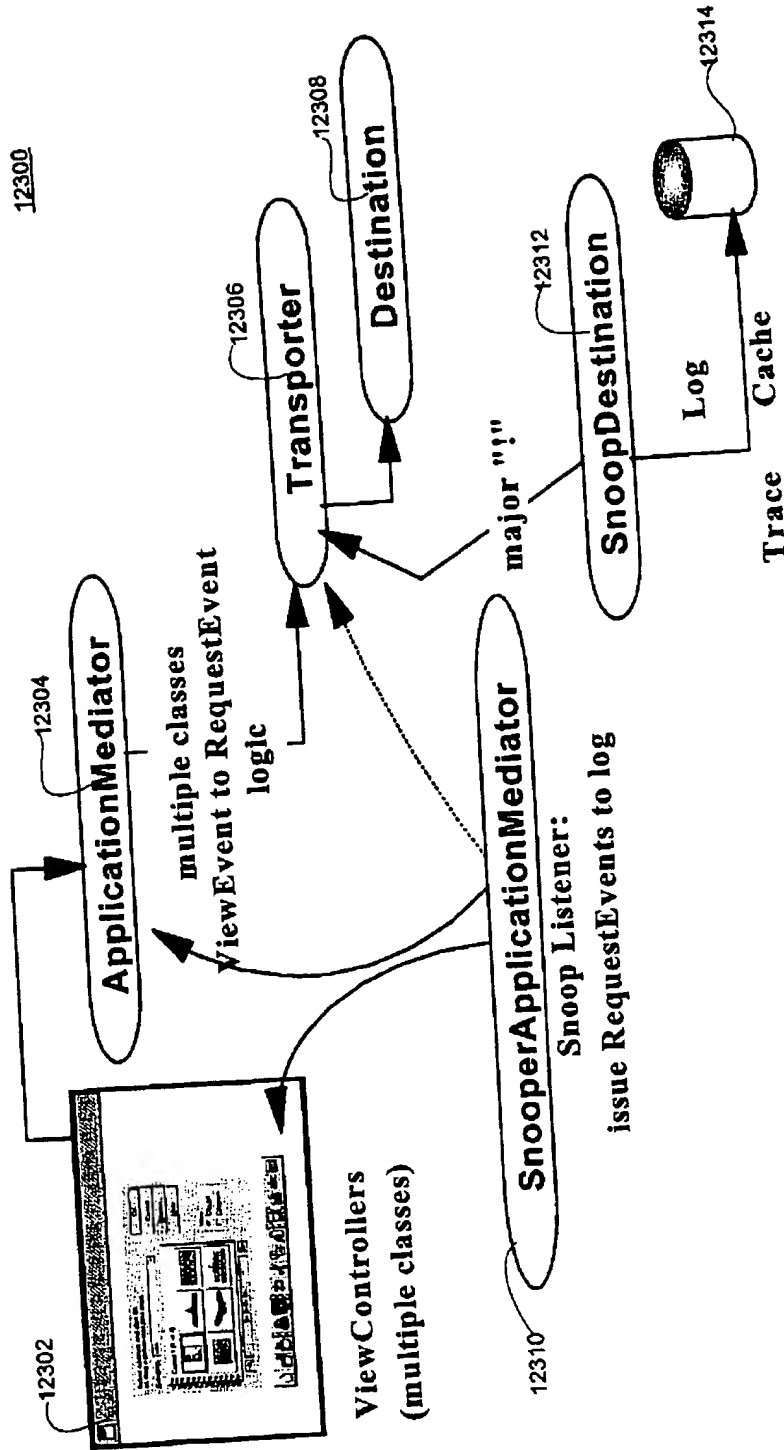 12300
12302
12304
ApplicationMediator
multiple classes
ViewEvent to RequestEvent
logic
12306
Transporter
12308
Destination
ViewControllers
(multiple classes)
major "!"
12310
SnooperApplicationMediator
Snoop Listener:
issue RequestEvents to log
12312
SnoopDestination
12314
Log
Trace Cache